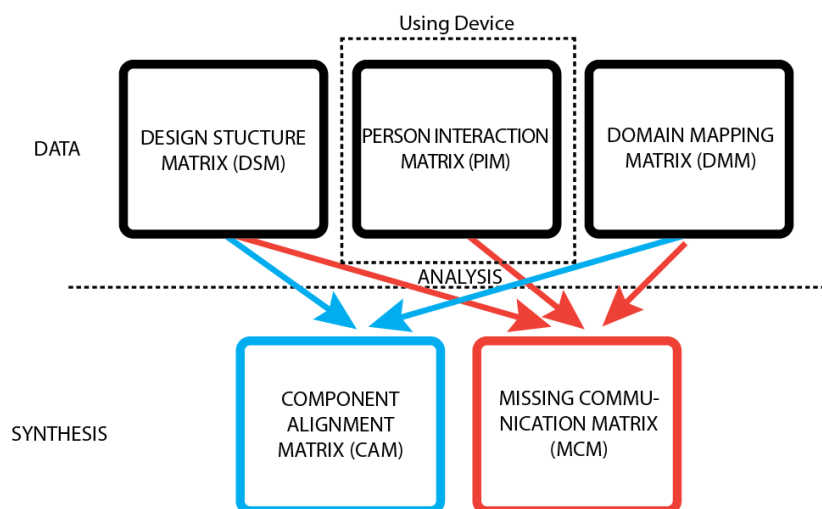 Using Device
DATA
DESIGN STUCTURE
MATRIX (DSM)
PERSON INTERACTION
MATRIX (PIM)
DOMAIN MAPPING
MATRIX (DMM)
ANALYSIS
SYNTHESIS
COMPONENT
ALIGNMENT
MATRIX (CAM)
MISSING COMMU-
NICATION MATRIX
(MCM)